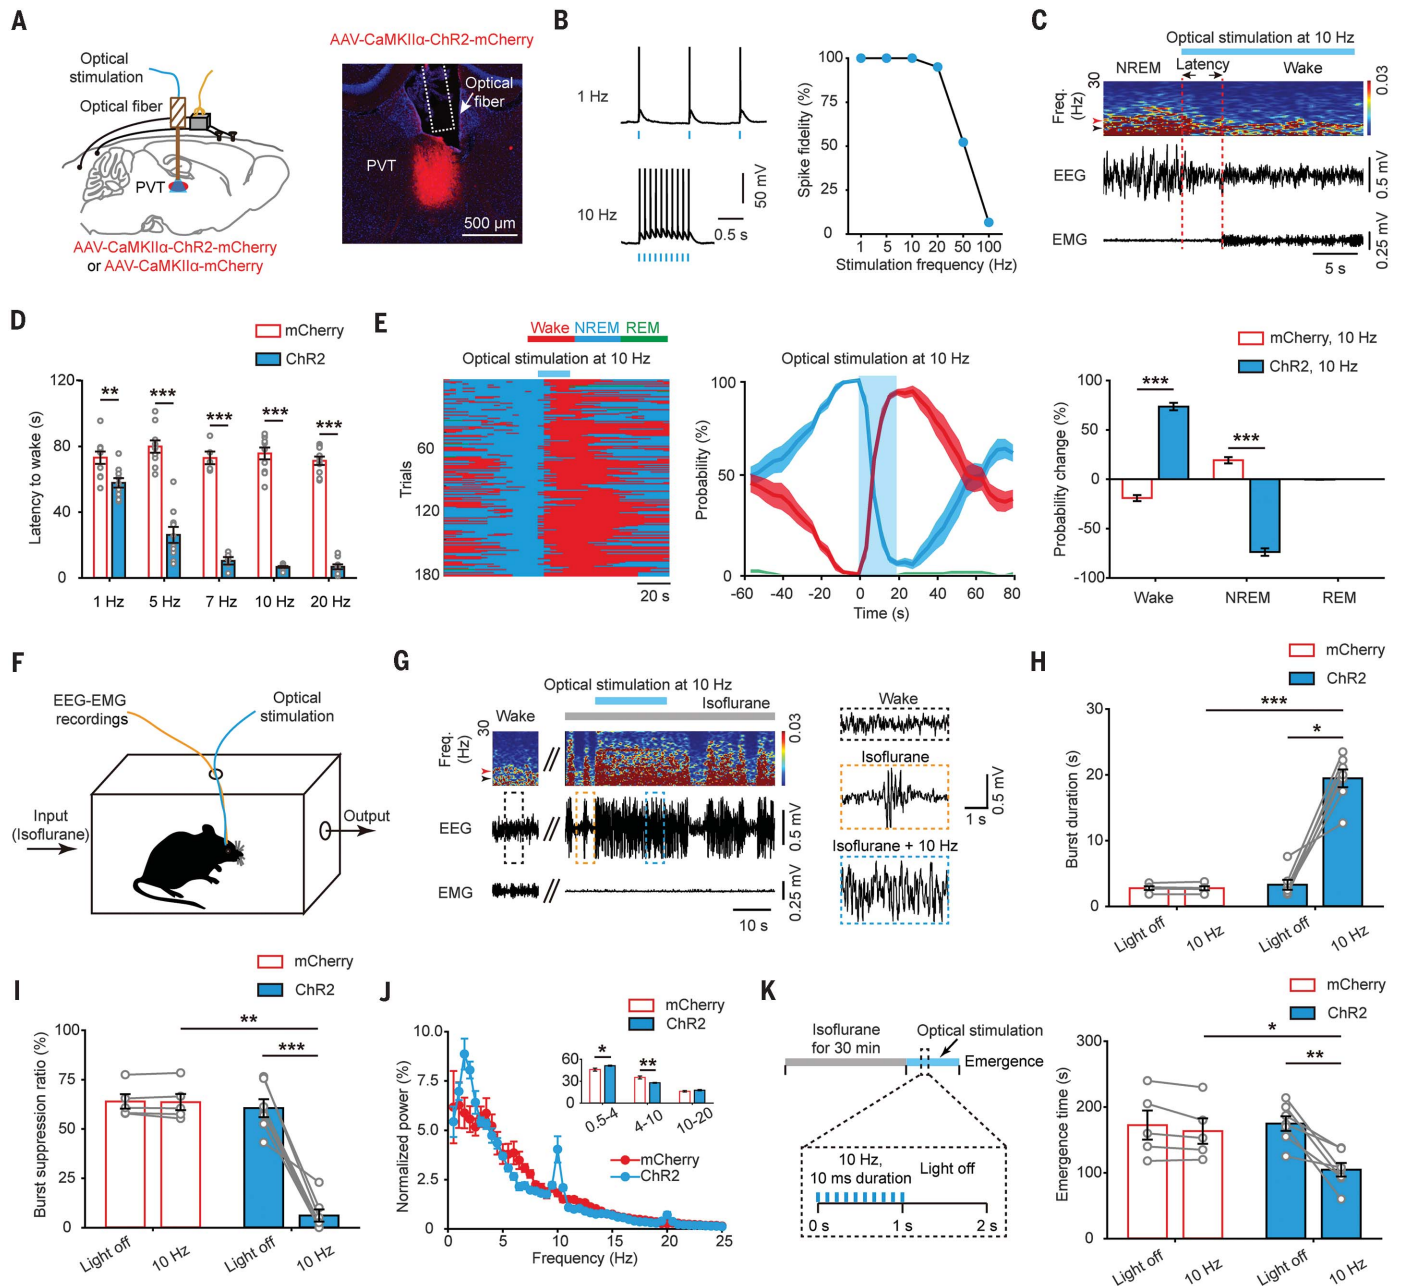 A
AAV-CaMKIIα-ChR2-mCherry
Optical
stimulation
Optical fiber
PVT
AAV-CaMKIIα-ChR2-mCherry
or AAV-CaMKIIα-mCherry
Optical
fiber
PVT
500 µm
B
1 Hz
10 Hz
50 mV
0.5 s
Spike fidelity (%)
100
75
50
25
0
1 5 10 20 50 100
Stimulation frequency (Hz)
C
Optical stimulation at 10 Hz
NREM Latency Wake
30
Freq.
(Hz)
0.03
EEG
0.5 mV
EMG
0.25 mV
5 s
D
mCherry
ChR2
Latency to wake (s)
120
80
40
0
** *** *** *** ***
1 Hz 5 Hz 7 Hz 10 Hz 20 Hz
E
Wake NREM REM
Optical stimulation at 10 Hz
Trials
60
120
180
20 s
Optical stimulation at 10 Hz
Probability (%)
100
50
0
-60 -40 -20 0 20 40 60 80
Time (s)
mCherry, 10 Hz
ChR2, 10 Hz
Probability change (%)
100
50
0
-50
-100
***
***
Wake NREM REM
F
EEG-EMG
recordings
Optical
stimulation
Input
(Isoflurane)
Output
G
Optical stimulation at 10 Hz
Wake
Isoflurane
30
Freq.
(Hz)
0.03
EEG
0.5 mV
EMG
0.25 mV
10 s
Wake
Isoflurane
1 s
0.5 mV
Isoflurane + 10 Hz
H
mCherry
ChR2
Burst duration (s)
30
20
10
0
***
*
Light off 10 Hz Light off 10 Hz
I
mCherry
ChR2
Burst suppression ratio (%)
100
75
50
25
0
**
***
Light off 10 Hz Light off 10 Hz
J
mCherry
ChR2
Normalized power (%)
10.0
7.5
5.0
2.5
0
60
30
0
* **
0.5-4 4-10 10-20
mCherry
ChR2
0 5 10 15 20 25
Frequency (Hz)
K
Isoflurane
for 30 min
Optical stimulation
Emergence
10 Hz,
10 ms duration
Light off
0 s 1 s 2 s
mCherry
ChR2
Emergence time (s)
300
200
100
0
*
**
Light off 10 Hz Light off 10 Hz